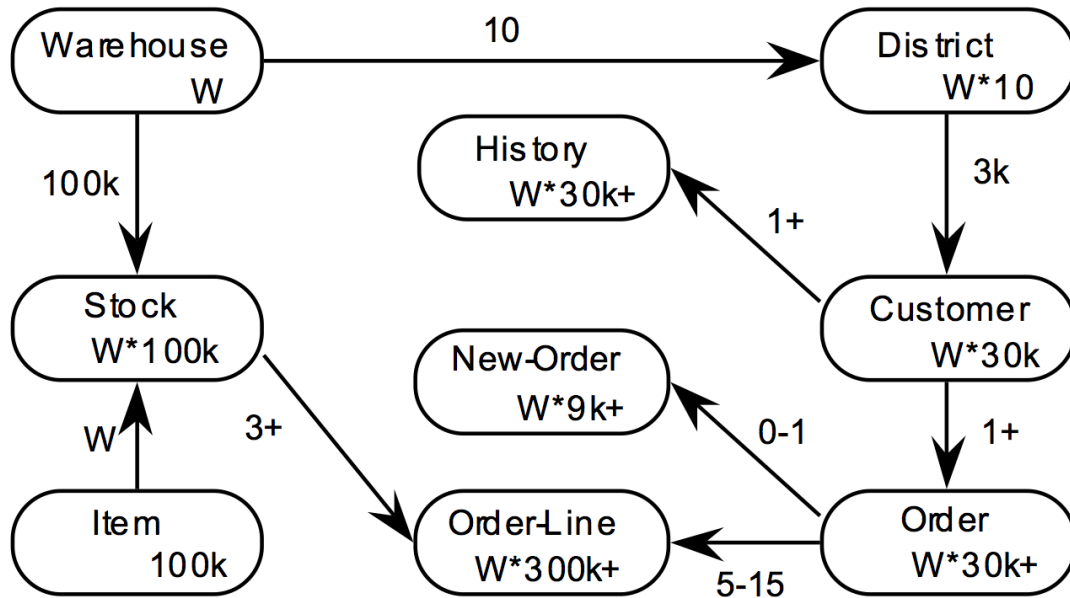 Warehouse
W
10
District
W*10
100k
History
W*30k+
3k
1+
Stock
W*100k
Customer
W*30k
New-Order
W*9k+
W
3+
0-1
1+
Item
100k
Order-Line
W*300k+
5-15
Order
W*30k+